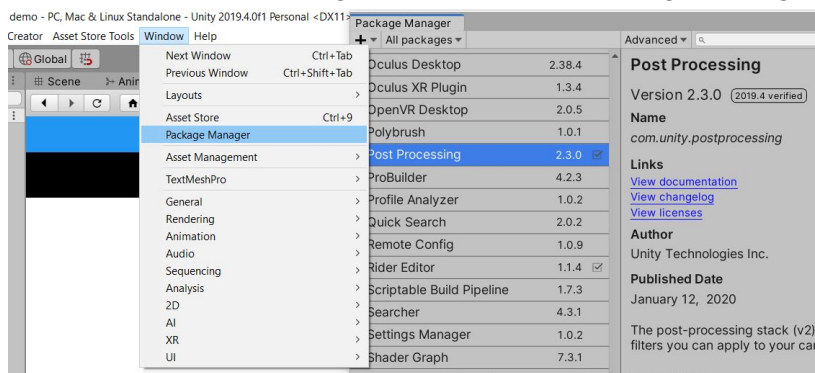 demo - PC, Mac & Linux Standalone - Unity 2019.4.0f1 Personal <DX11>
Creator Asset Store Tools Window Help
Global
Scene
Next Window Ctrl+Tab
Previous Window Ctrl+Shift+Tab
Layouts
Asset Store Ctrl+9
Package Manager
Asset Management
TextMeshPro
General
Rendering
Animation
Audio
Sequencing
Analysis
2D
AI
XR
UI
Package Manager
All packages
Advanced
Oculus Desktop 2.38.4
Oculus XR Plugin 1.3.4
OpenVR Desktop 2.0.5
Polybrush 1.0.1
Post Processing 2.3.0
ProBuilder 4.2.3
Profile Analyzer 1.0.2
Quick Search 2.0.2
Remote Config 1.0.9
Rider Editor 1.1.4
Scriptable Build Pipeline 1.7.3
Searcher 4.3.1
Settings Manager 1.0.2
Shader Graph 7.3.1
Post Processing
Version 2.3.0 2019.4 verified
Name
com.unity.postprocessing
Links
View documentation
View changelog
View licenses
Author
Unity Technologies Inc.
Published Date
January 12, 2020
The post-processing stack (v2)
filters you can apply to your